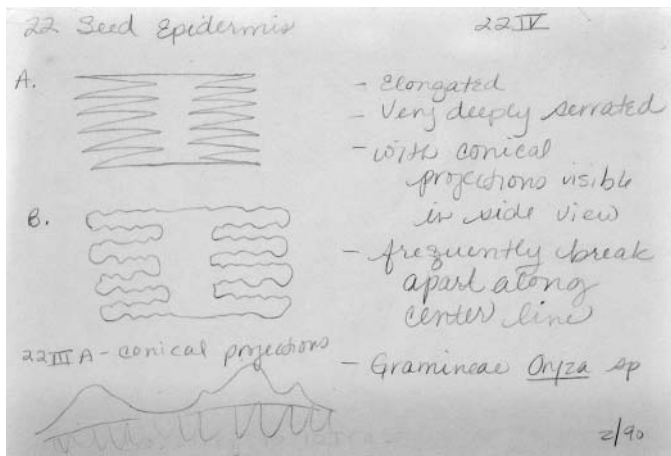 22 Seed Epidermis
22 IV
A.
- Elongated
- Very deeply serrated
- with conical
projections visible
in side view
B.
- frequently break
apart along
center line
22 III A - conical projections
- Gramineae Oryza sp
2/90